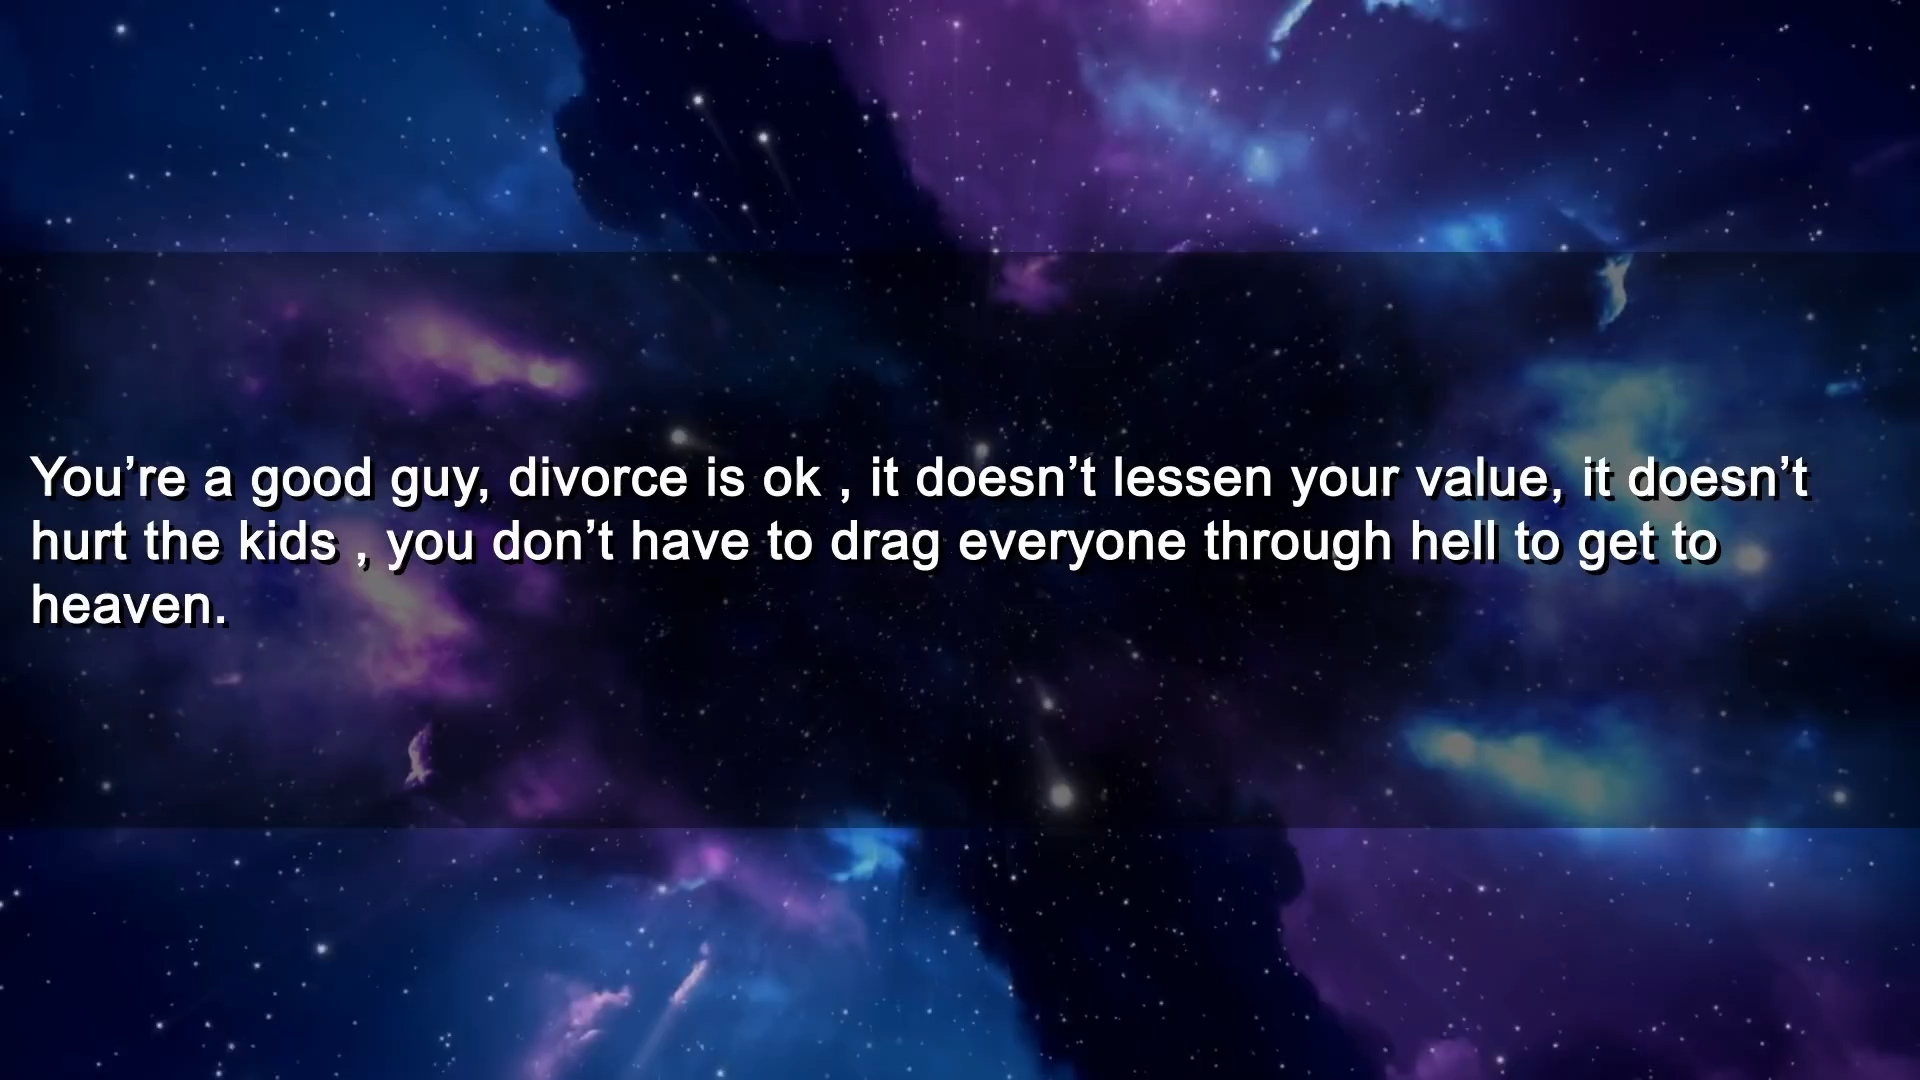 You’re a good guy, divorce is ok , it doesn’t lessen your value, it doesn’t
hurt the kids , you don’t have to drag everyone through hell to get to
heaven.